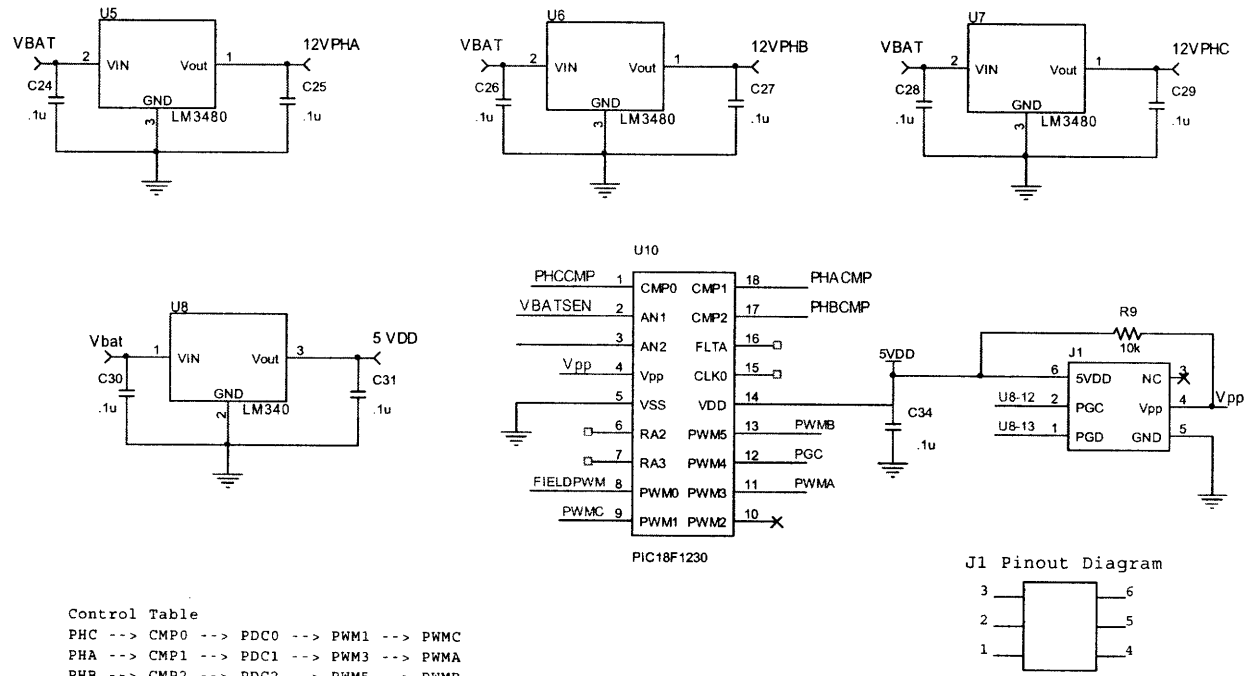 U5
VBAT 2 VIN Vout 1 12VPHA
C24 .1u
GND
3
LM3480
C25 .1u
U6
VBAT 2 VIN Vout 1 12VPHB
C26 .1u
GND
3
LM3480
C27 .1u
U7
VBAT 2 VIN Vout 1 12VPHC
C28 .1u
GND
3
LM3480
C29 .1u
U8
Vbat 1 VIN Vout 3 5 VDD
C30 .1u
GND
2
LM340
C31 .1u
U10
PHCCMP 1 CMP0 CMP1 18 PHACMP
VBATSEN 2 AN1 CMP2 17 PHBCMP
3 AN2 FLTA 16
Vpp 4 Vpp CLK0 15
5 VSS VDD 14
6 RA2 PWM5 13 PWMB
7 RA3 PWM4 12 PGC
FIELDPWM 8 PWM0 PWM3 11 PWMA
PWMC 9 PWM1 PWM2 10
PIC18F1230
5VDD
C34
.1u
R9
10k
J1
6 5VDD NC 3
U8-12 2 PGC Vpp 4 Vpp
U8-13 1 PGD GND 5
J1 Pinout Diagram
3 6
2 5
1 4
Control Table
PHC --> CMP0 --> PDC0 --> PWM1 --> PWMC
PHA --> CMP1 --> PDC1 --> PWM3 --> PWMA
PHB --> CMP2 --> PDC2 --> PWM5 --> PWMB